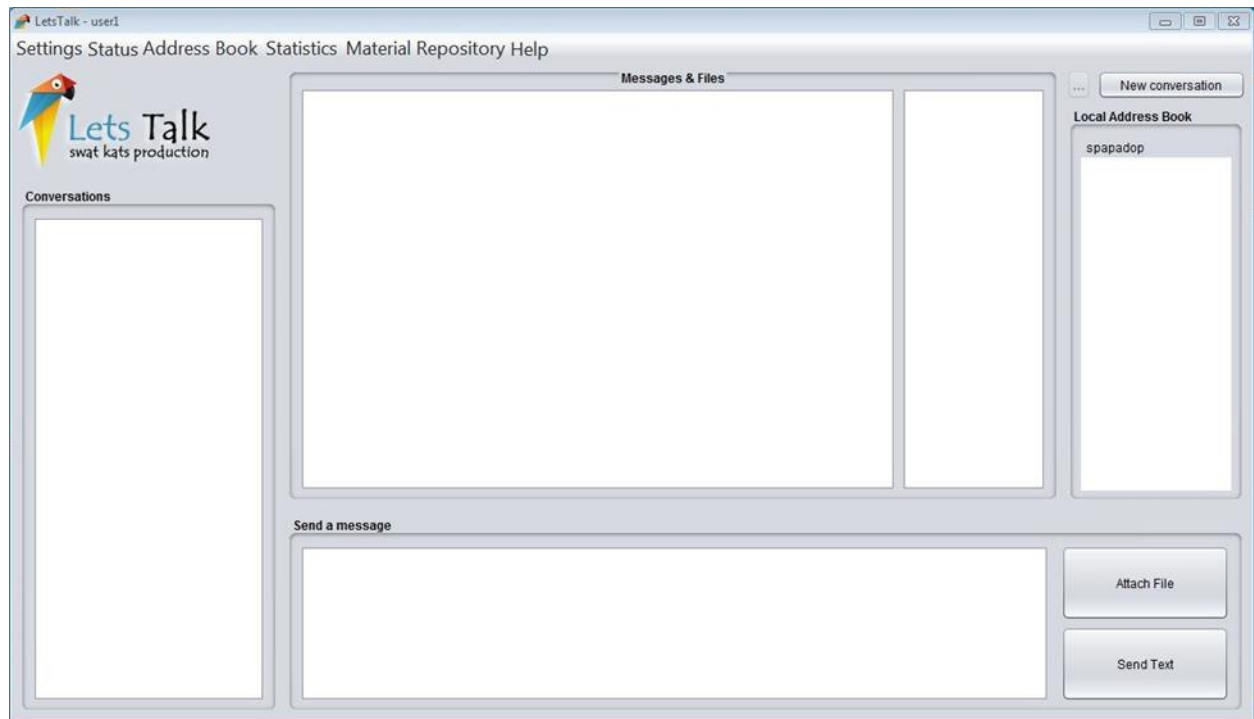 LetsTalk - user1
Settings Status Address Book Statistics Material Repository Help
Lets Talk
swat kats production
Conversations
Messages & Files
... New conversation
Local Address Book
spapadop
Send a message
Attach File
Send Text